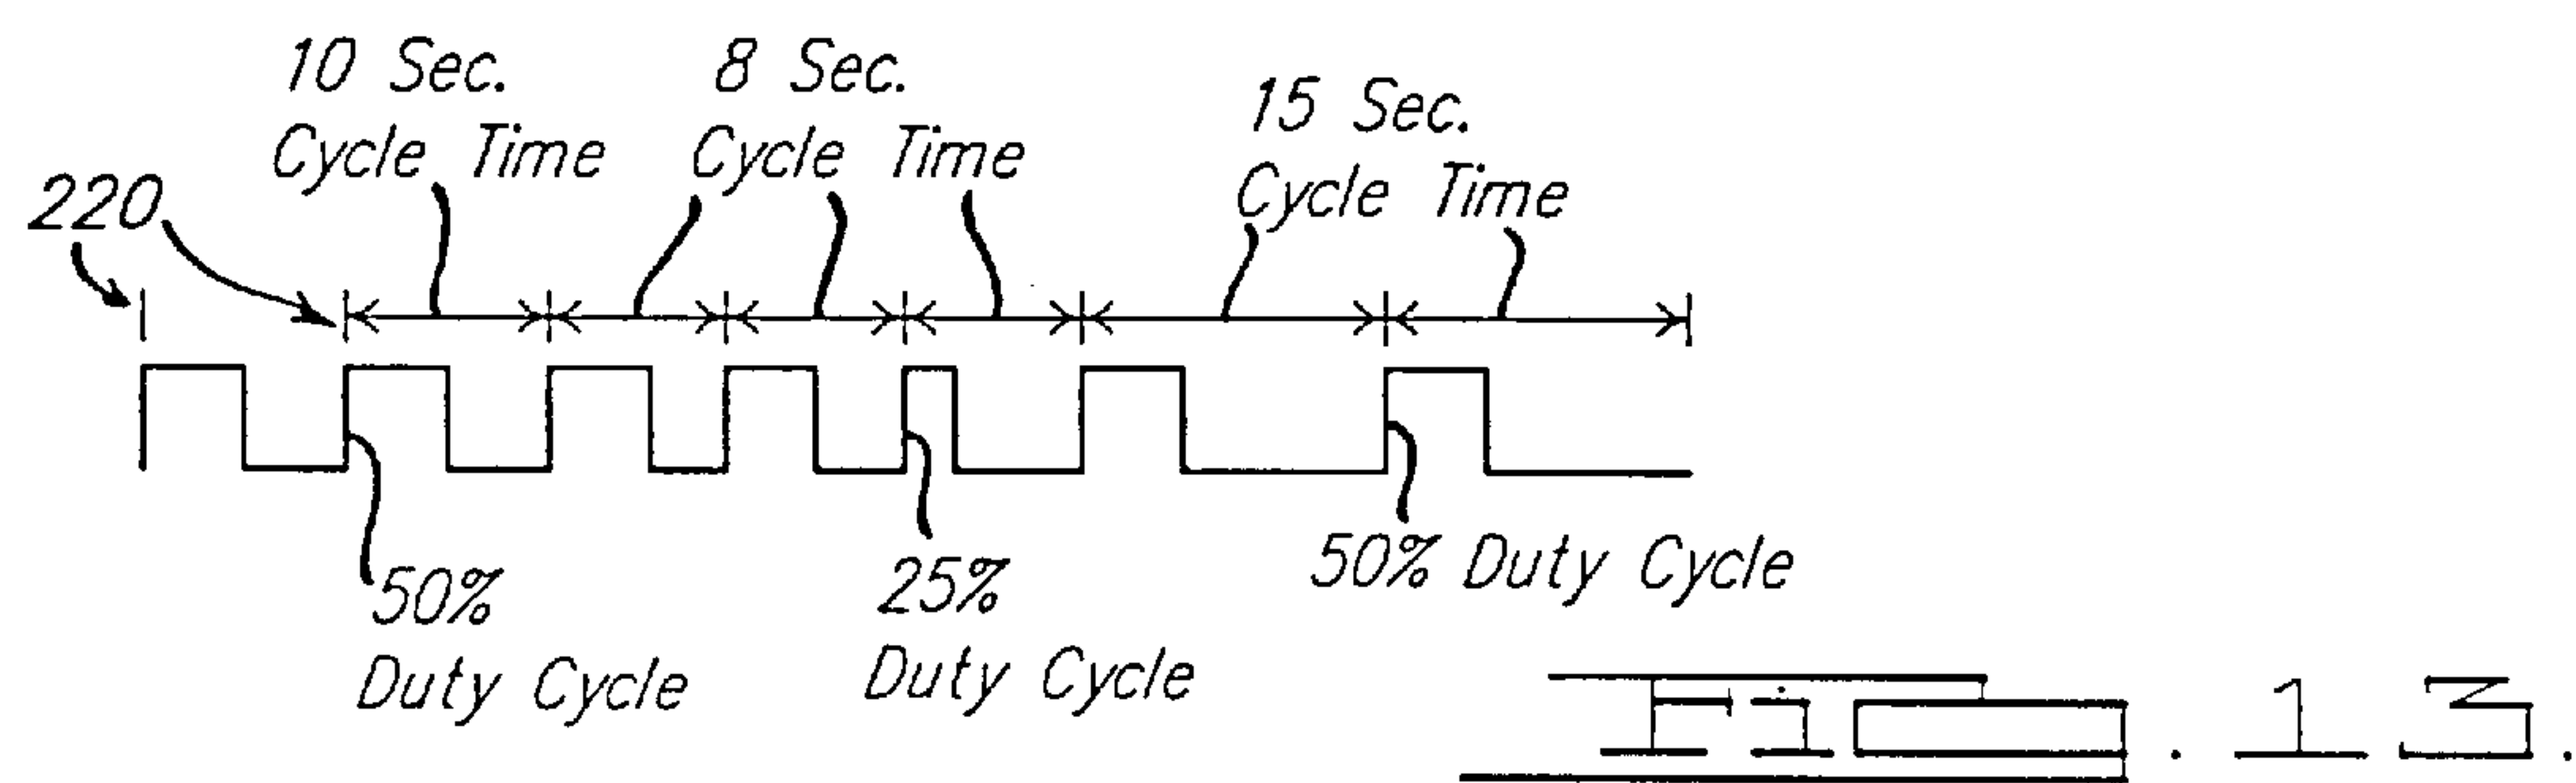 10 Sec.
Cycle Time
8 Sec.
Cycle Time
15 Sec.
Cycle Time
220
50%
Duty Cycle
25%
Duty Cycle
50% Duty Cycle
Fig. 13.